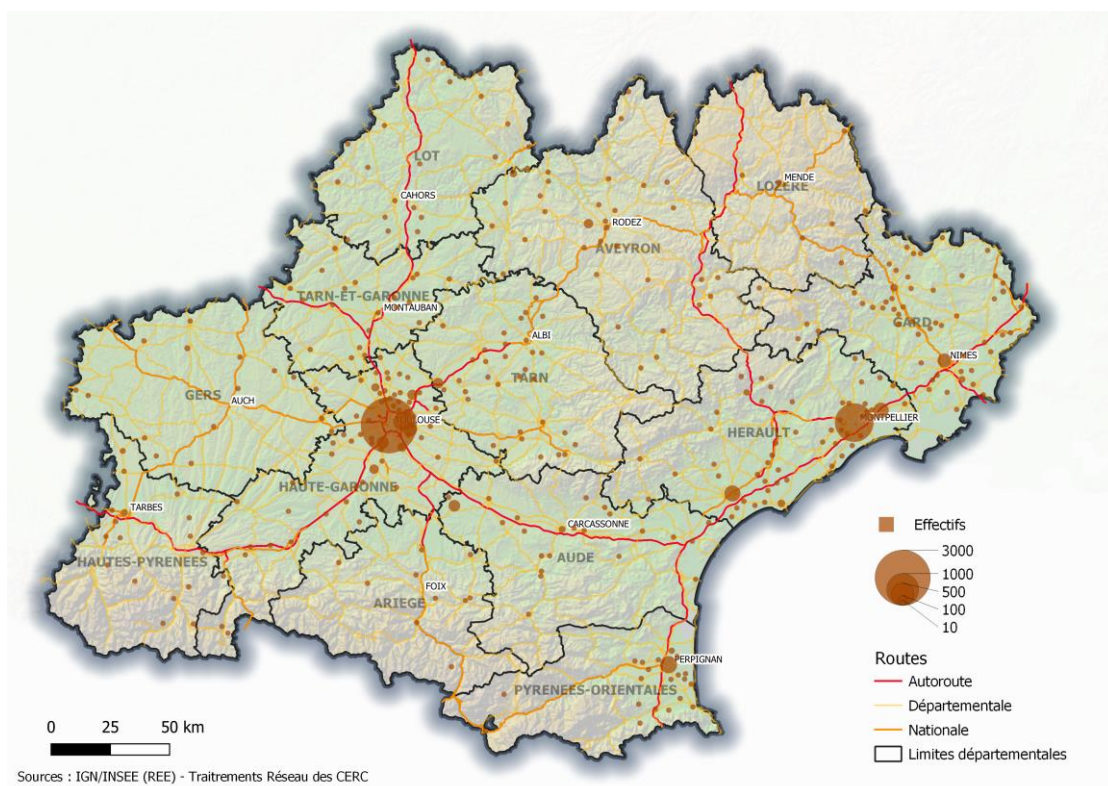 LOT
CAHORS
MENDE
LOZERE
RODEZ
AVEYRON
TARN-ET-GARONNE
MONTAUBAN
GARD
ALBI
NIMES
TARN
GERS
AUCH
TOULOUSE
MONTPELLIER
HERAULT
HAUTE-GARONNE
TARBES
CARCASSONNE
HAUTES-PYRENEES
AUDE
FOIX
ARIEGE
PERPIGNAN
PYRENEES-ORIENTALES
Effectifs
3000
1000
500
100
10
Routes
Autoroute
Départementale
Nationale
Limites départementales
0 25 50 km
Sources : IGN/INSEE (REE) - Traitements Réseau des CERC